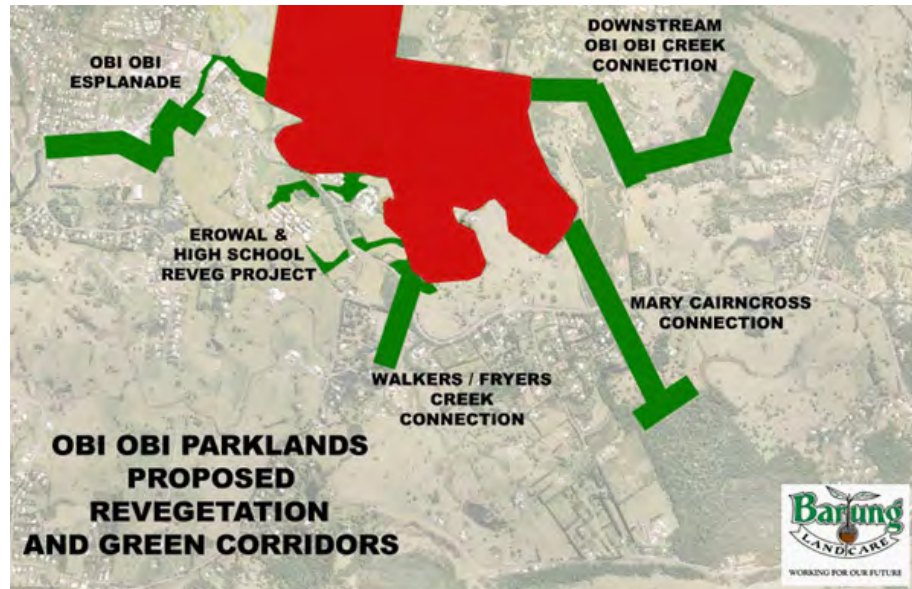 OBI OBI
ESPLANADE
DOWNSTREAM
OBI OBI CREEK
CONNECTION
EROWAL &
HIGH SCHOOL
REVEG PROJECT
MARY CAIRNCROSS
CONNECTION
WALKERS / FRYERS
CREEK
CONNECTION
OBI OBI PARKLANDS
PROPOSED
REVEGETATION
AND GREEN CORRIDORS
Barung
LANDCARE
WORKING FOR OUR FUTURE